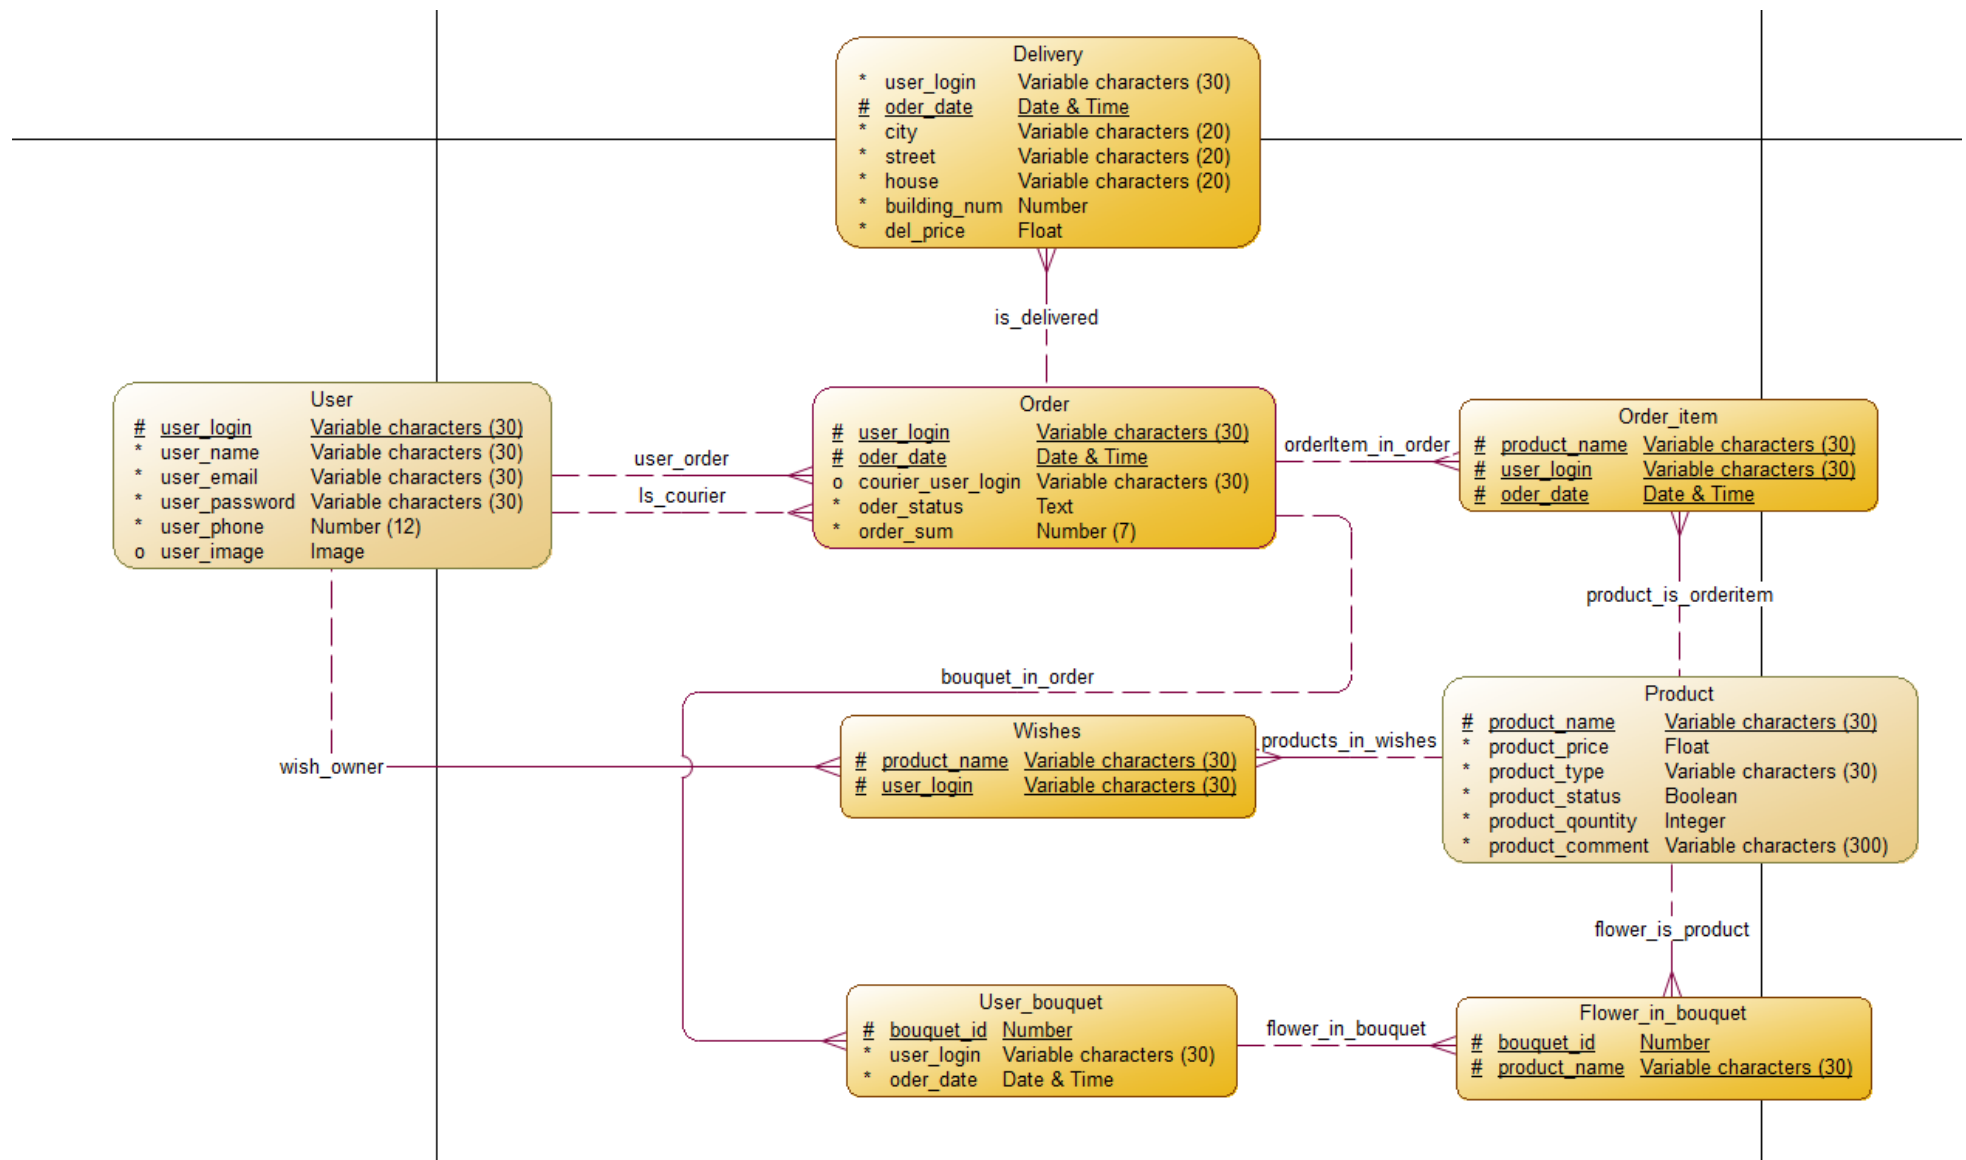 Delivery
* user_login Variable characters (30)
# oder_date Date & Time
* city Variable characters (20)
* street Variable characters (20)
* house Variable characters (20)
* building_num Number
* del_price Float
is_delivered
User
# user_login Variable characters (30)
* user_name Variable characters (30)
* user_email Variable characters (30)
* user_password Variable characters (30)
* user_phone Number (12)
o user_image Image
user_order
Is_courier
Order
# user_login Variable characters (30)
# oder_date Date & Time
o courier_user_login Variable characters (30)
* oder_status Text
* order_sum Number (7)
orderItem_in_order
Order_item
# product_name Variable characters (30)
# user_login Variable characters (30)
# oder_date Date & Time
product_is_orderitem
bouquet_in_order
wish_owner
Wishes
# product_name Variable characters (30)
# user_login Variable characters (30)
products_in_wishes
Product
# product_name Variable characters (30)
* product_price Float
* product_type Variable characters (30)
* product_status Boolean
* product_qountity Integer
* product_comment Variable characters (300)
flower_is_product
User_bouquet
# bouquet_id Number
* user_login Variable characters (30)
* oder_date Date & Time
flower_in_bouquet
Flower_in_bouquet
# bouquet_id Number
# product_name Variable characters (30)